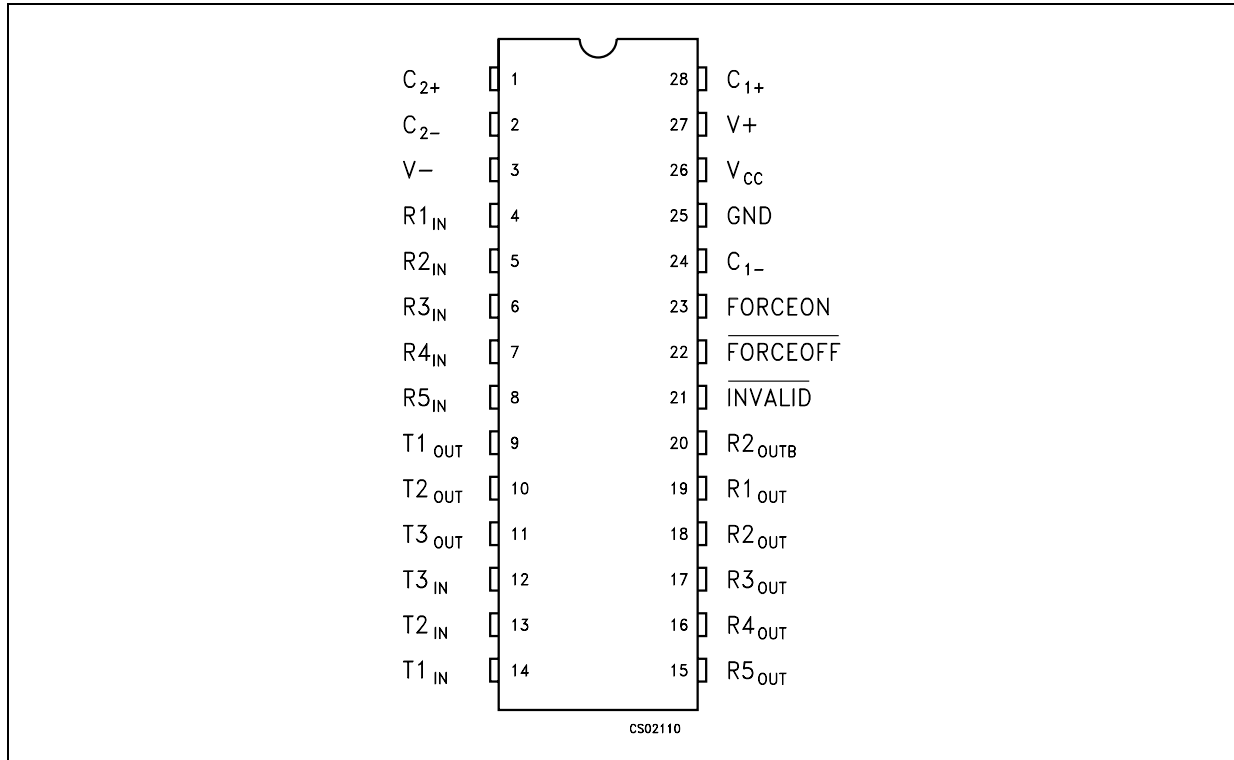 C2+ 1 28 C1+
C2− 2 27 V+
V− 3 26 VCC
R1IN 4 25 GND
R2IN 5 24 C1−
R3IN 6 23 FORCEON
R4IN 7 22 FORCEOFF
R5IN 8 21 INVALID
T1OUT 9 20 R2OUTB
T2OUT 10 19 R1OUT
T3OUT 11 18 R2OUT
T3IN 12 17 R3OUT
T2IN 13 16 R4OUT
T1IN 14 15 R5OUT
CS02110